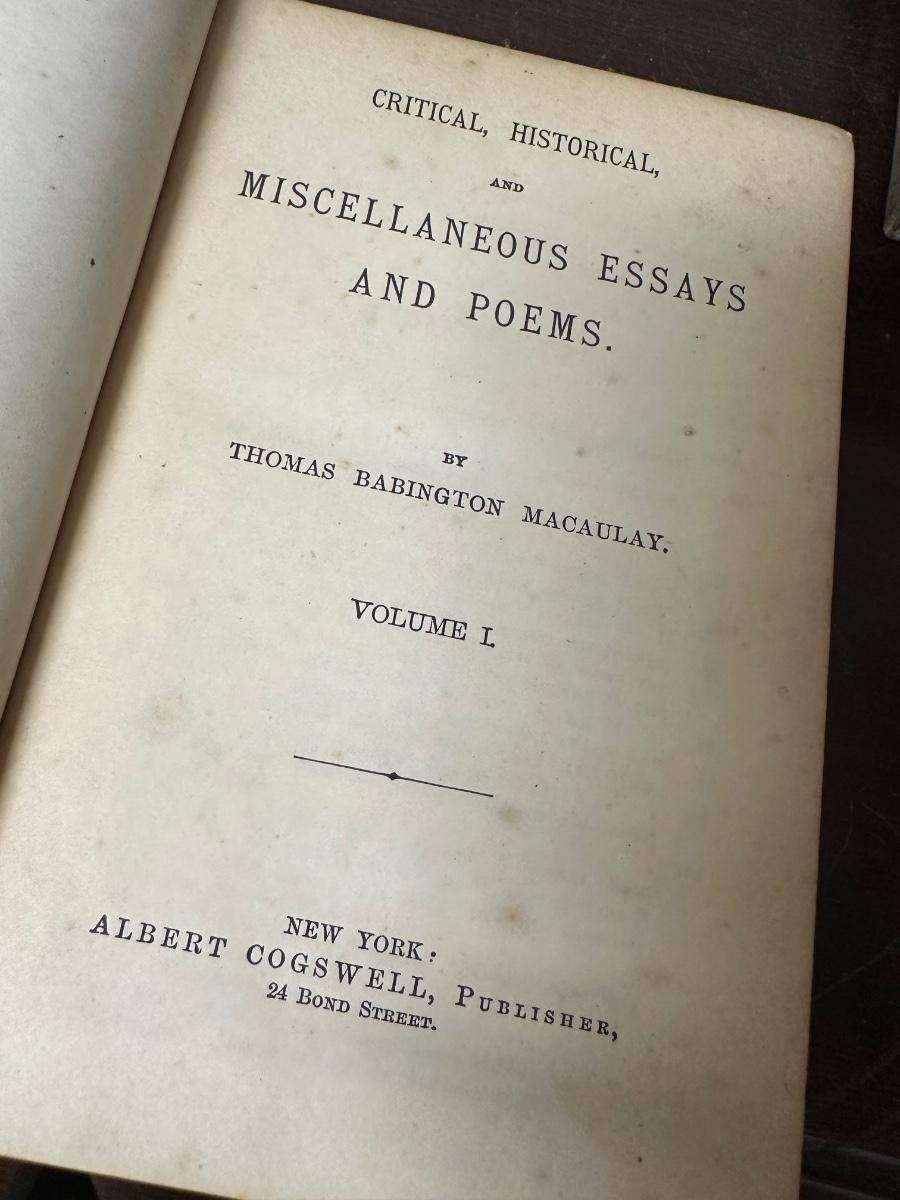 CRITICAL, HISTORICAL,
AND
MISCELLANEOUS ESSAYS
AND POEMS.
BY
THOMAS BABINGTON MACAULAY.
VOLUME I.
NEW YORK:
ALBERT COGSWELL, PUBLISHER,
24 BOND STREET.